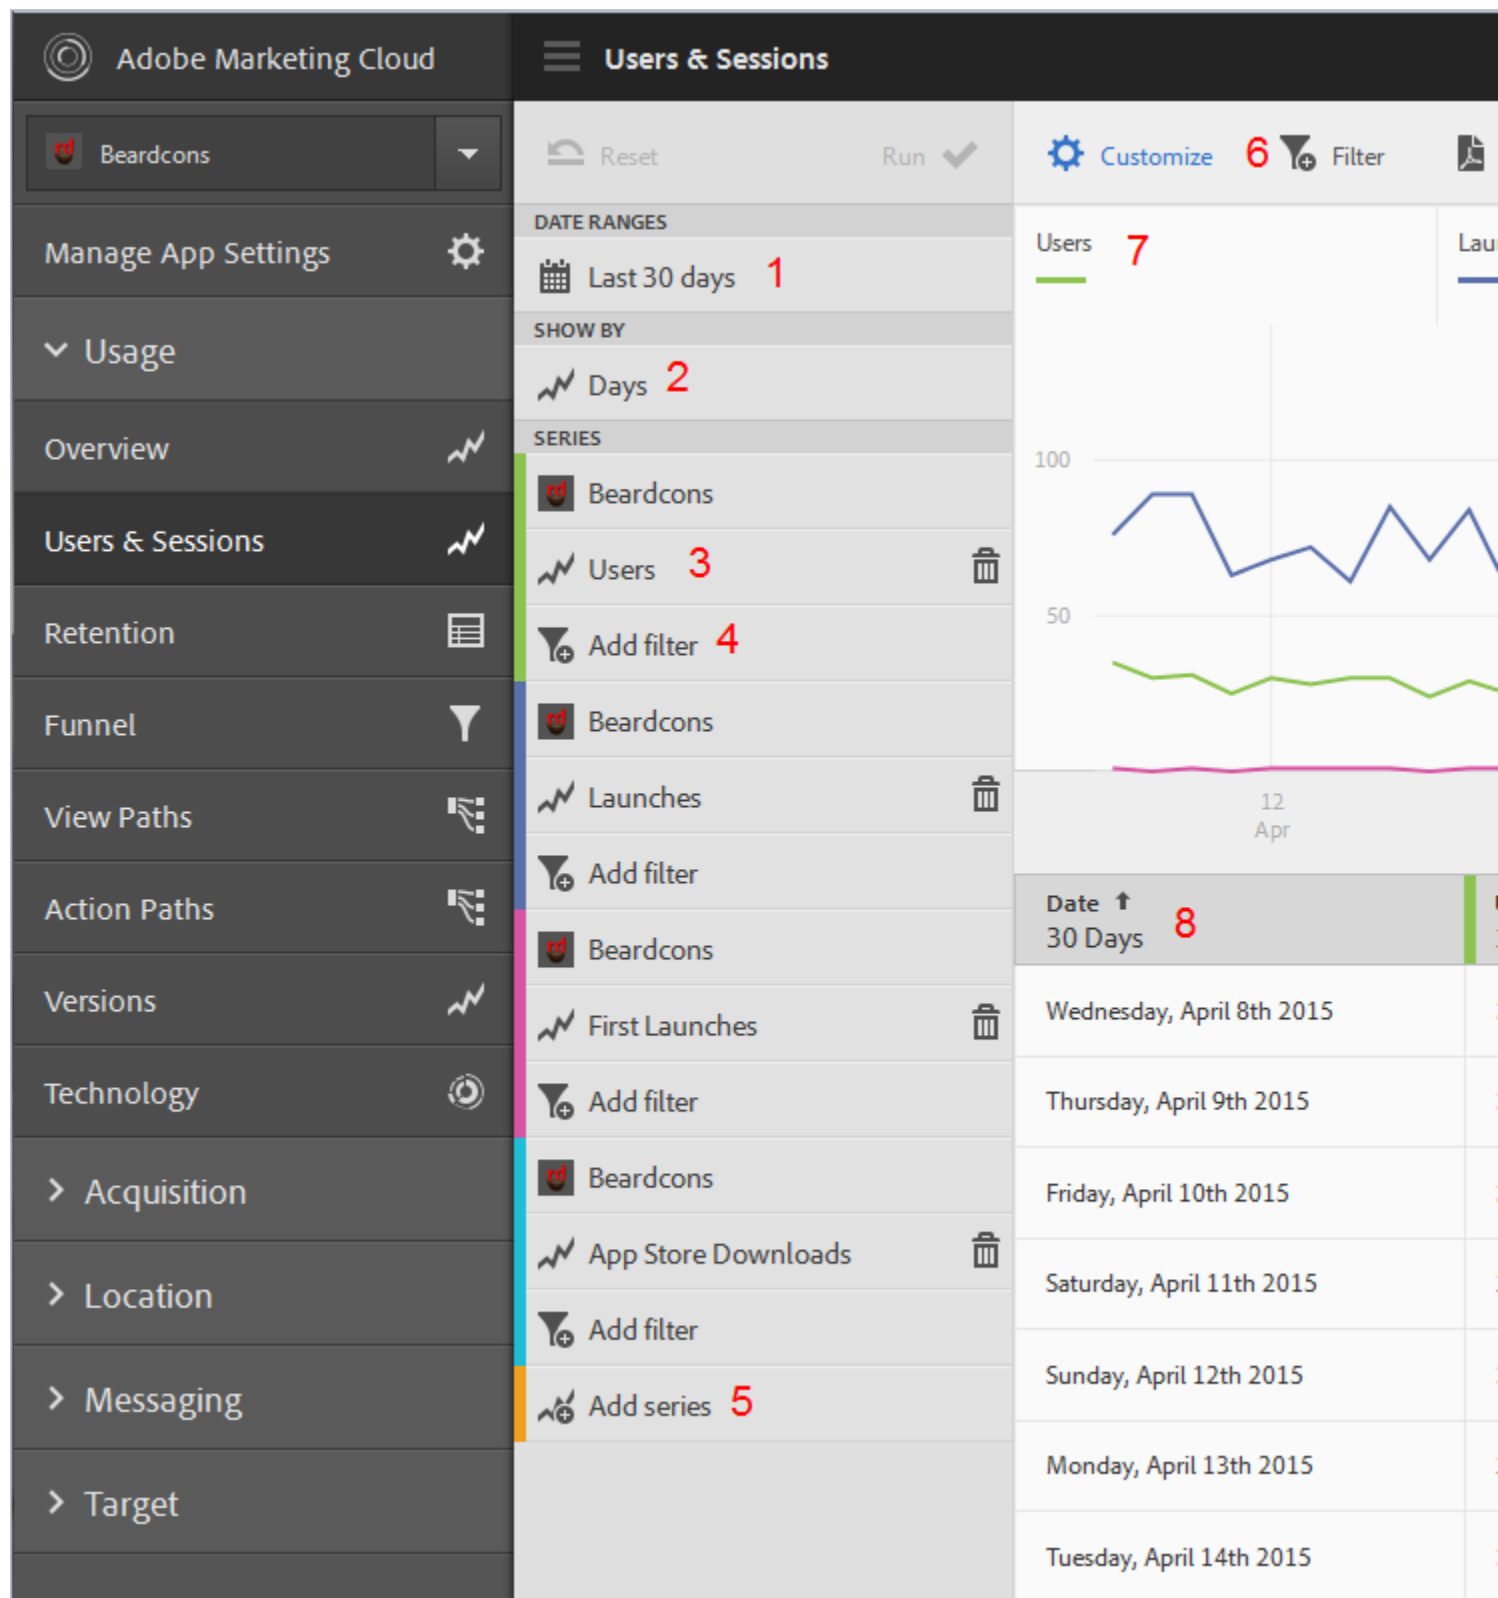 Adobe Marketing Cloud
Users & Sessions
Beardcons
Manage App Settings
Usage
Overview
Users & Sessions
Retention
Funnel
View Paths
Action Paths
Versions
Technology
Acquisition
Location
Messaging
Target
Reset Run
DATE RANGES
Last 30 days 1
SHOW BY
Days 2
SERIES
Beardcons
Users 3
Add filter 4
Beardcons
Launches
Add filter
Beardcons
First Launches
Add filter
Beardcons
App Store Downloads
Add filter
Add series 5
Customize 6 Filter
Users 7
100
50
12
Apr
Date
30 Days 8
Wednesday, April 8th 2015
Thursday, April 9th 2015
Friday, April 10th 2015
Saturday, April 11th 2015
Sunday, April 12th 2015
Monday, April 13th 2015
Tuesday, April 14th 2015